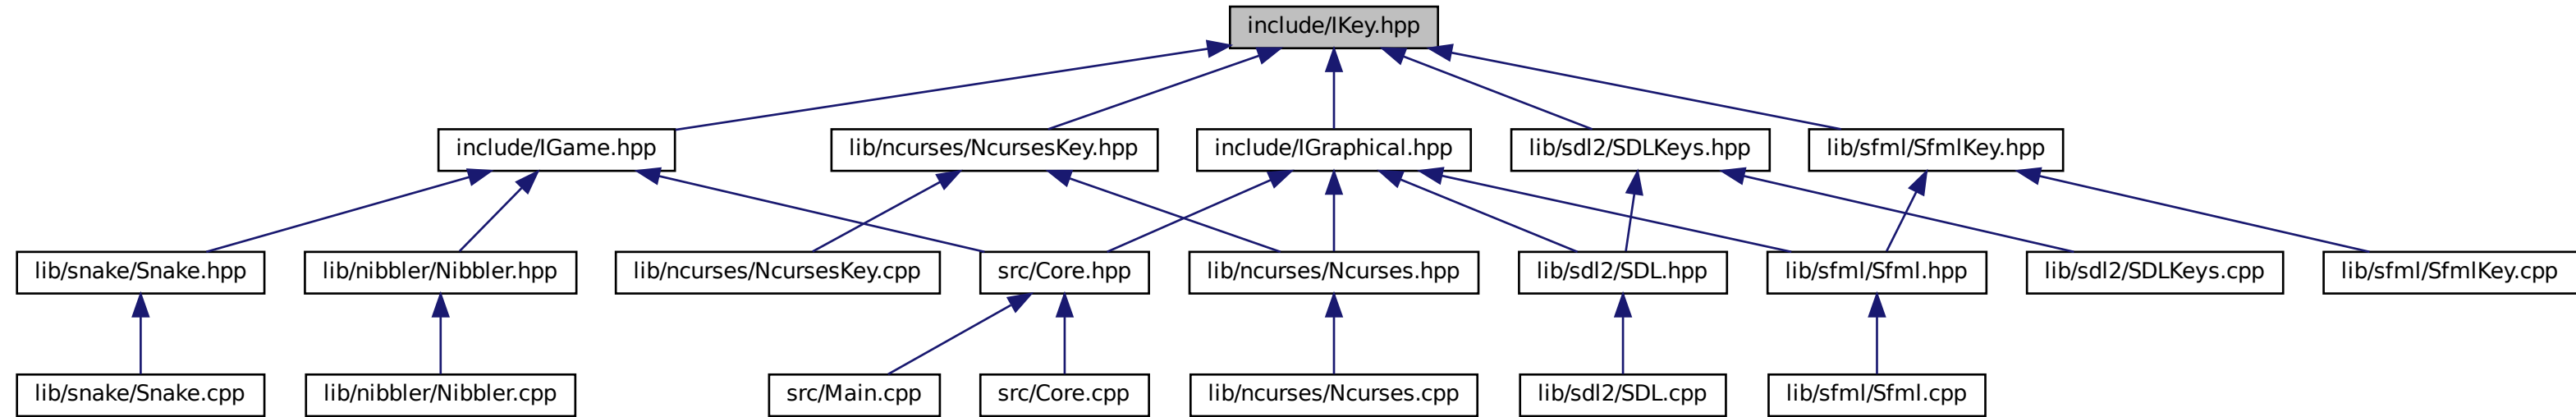 include/IKey.hpp
include/IGame.hpp
lib/ncurses/NcursesKey.hpp
include/IGraphical.hpp
lib/sdl2/SDLKeys.hpp
lib/sfml/SfmlKey.hpp
lib/snake/Snake.hpp
lib/nibbler/Nibbler.hpp
lib/ncurses/NcursesKey.cpp
src/Core.hpp
lib/ncurses/Ncurses.hpp
lib/sdl2/SDL.hpp
lib/sfml/Sfml.hpp
lib/sdl2/SDLKeys.cpp
lib/sfml/SfmlKey.cpp
lib/snake/Snake.cpp
lib/nibbler/Nibbler.cpp
src/Main.cpp
src/Core.cpp
lib/ncurses/Ncurses.cpp
lib/sdl2/SDL.cpp
lib/sfml/Sfml.cpp